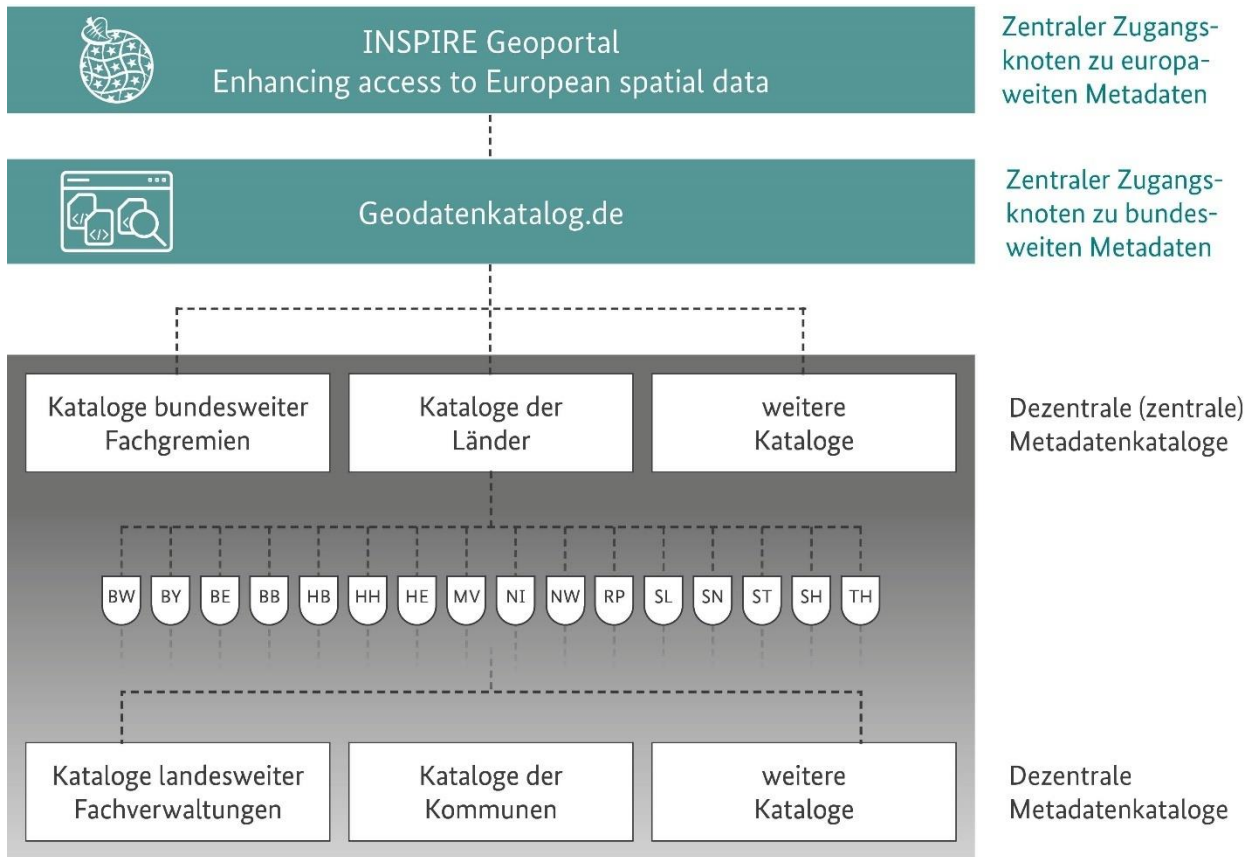 INSPIRE Geoportal
Enhancing access to European spatial data
Zentraler Zugangs-
knoten zu europa-
weiten Metadaten
</>
</>
Geodatenkatalog.de
Zentraler Zugangs-
knoten zu bundes-
weiten Metadaten
Kataloge bundesweiter
Fachgremien
Kataloge der
Länder
weitere
Kataloge
Dezentrale (zentrale)
Metadatenkataloge
BW BY BE BB HB HH HE MV NI NW RP SL SN ST SH TH
Kataloge landesweiter
Fachverwaltungen
Kataloge der
Kommunen
weitere
Kataloge
Dezentrale
Metadatenkataloge